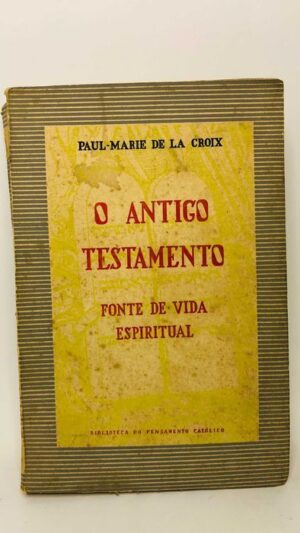 PAUL-MARIE DE LA CROIX
O ANTIGO
TESTAMENTO
FONTE DE VIDA
ESPIRITUAL
BIBLIOTECA DO PENSAMENTO CATÓLICO